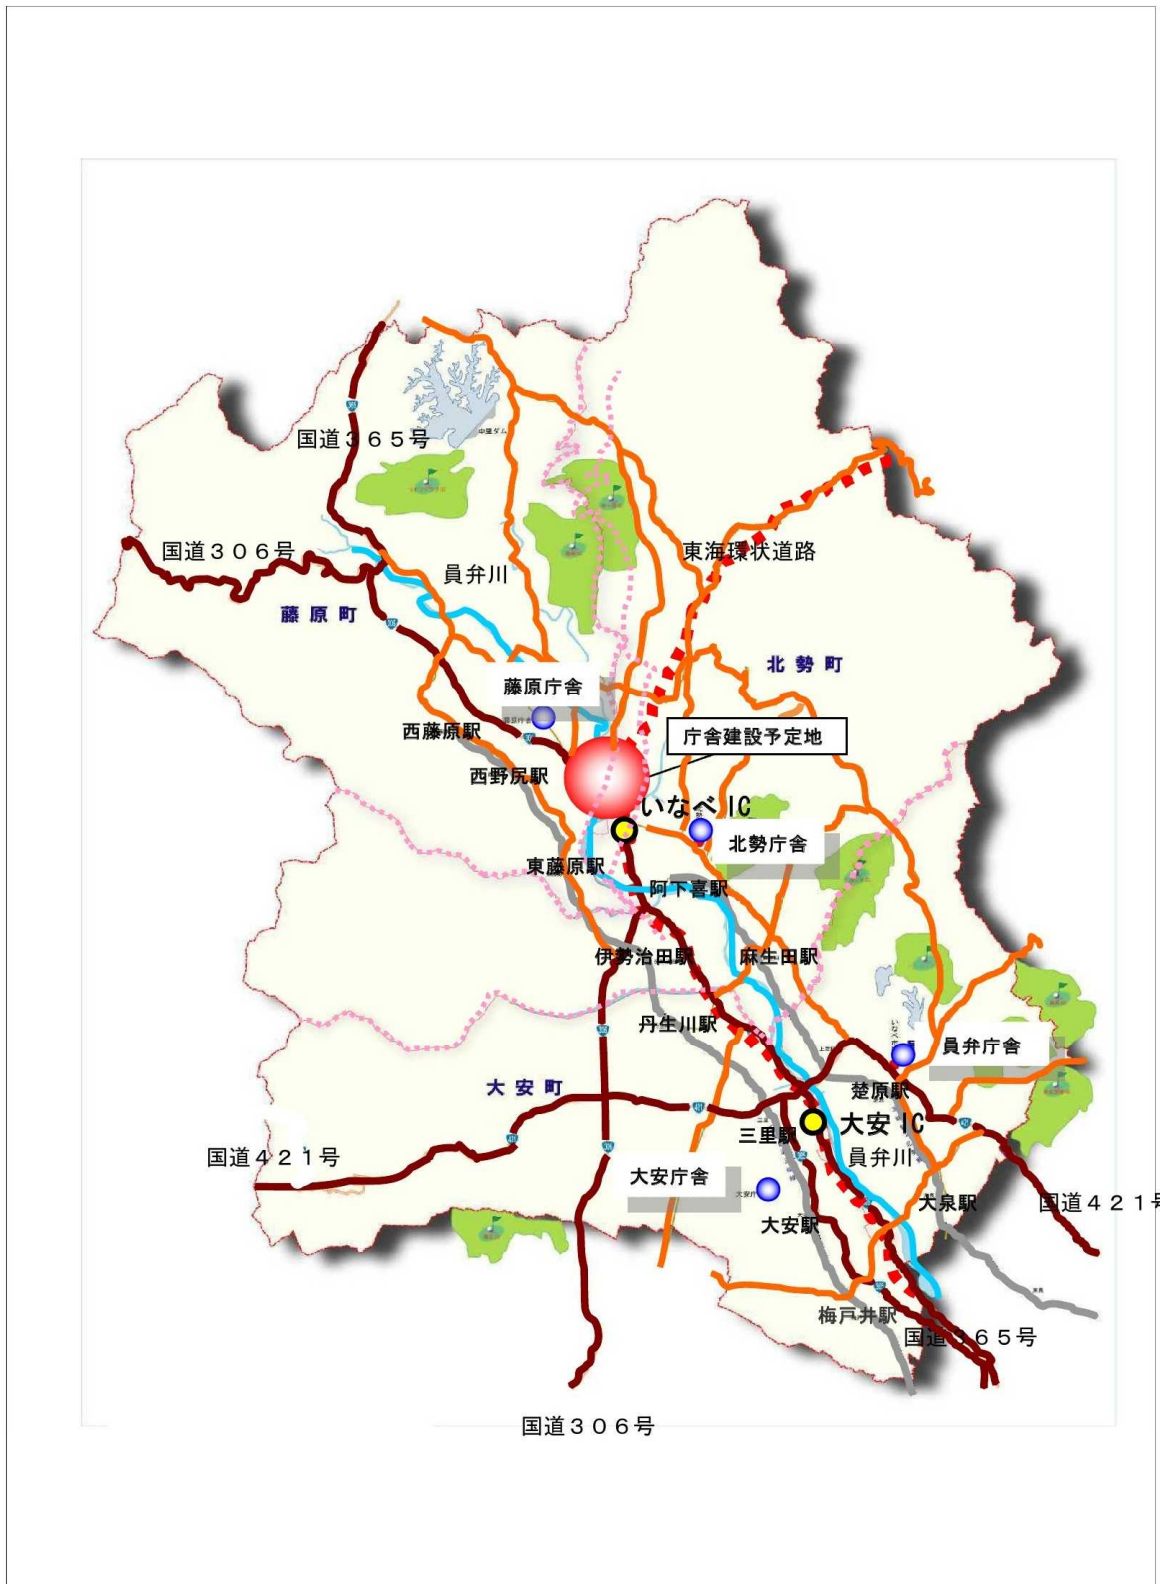 中里ダム
国道３６５号
国道３０６号
員弁川
東海環状道路
藤原町
北勢町
藤原庁舎
西藤原駅
庁舎建設予定地
西野尻駅
いなべIC
北勢庁舎
東藤原駅
阿下喜駅
伊勢治田駅
麻生田駅
丹生川駅
員弁庁舎
大安町
楚原駅
大安IC
三里駅
国道４２１号
員弁川
大安庁舎
大泉駅
国道４２１号
大安駅
梅戸井駅
国道３６５号
国道３０６号